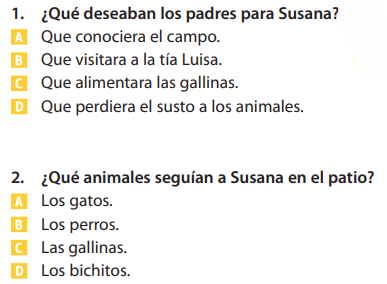 1. ¿Qué deseaban los padres para Susana?
A Que conociera el campo.
B Que visitara a la tía Luisa.
C Que alimentara las gallinas.
D Que perdiera el susto a los animales.
2. ¿Qué animales seguían a Susana en el patio?
A Los gatos.
B Los perros.
C Las gallinas.
D Los bichitos.